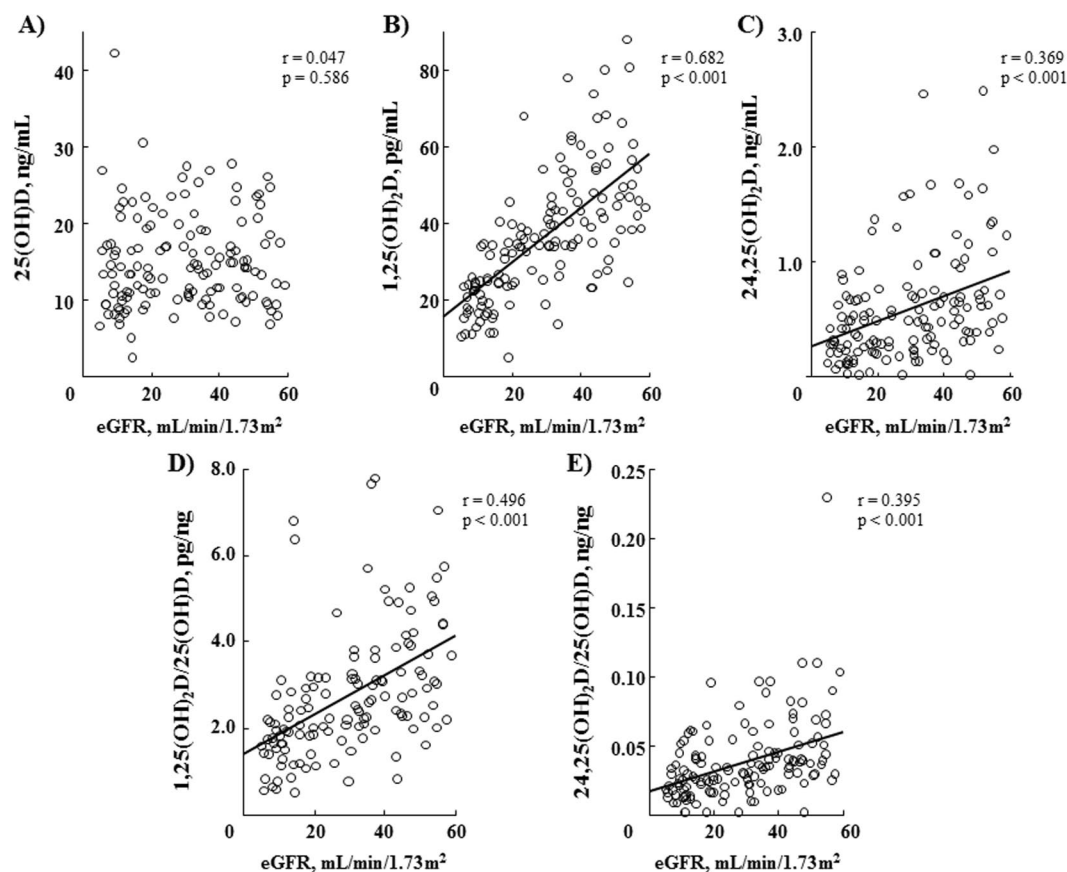 A)
25(OH)D, ng/mL
40
30
20
10
r = 0.047
p = 0.586
0
20
40
60
eGFR, mL/min/1.73m²
B)
1,25(OH)₂D, pg/mL
80
60
40
20
0
r = 0.682
p < 0.001
20
40
60
eGFR, mL/min/1.73m²
C)
24,25(OH)₂D, ng/mL
3.0
2.0
1.0
r = 0.369
p < 0.001
0
20
40
60
eGFR, mL/min/1.73m²
D)
1,25(OH)₂D/25(OH)D, pg/ng
8.0
6.0
4.0
2.0
r = 0.496
p < 0.001
0
20
40
60
eGFR, mL/min/1.73m²
E)
24,25(OH)₂D/25(OH)D, ng/ng
0.25
0.20
0.15
0.10
0.05
0
r = 0.395
p < 0.001
20
40
60
eGFR, mL/min/1.73m²